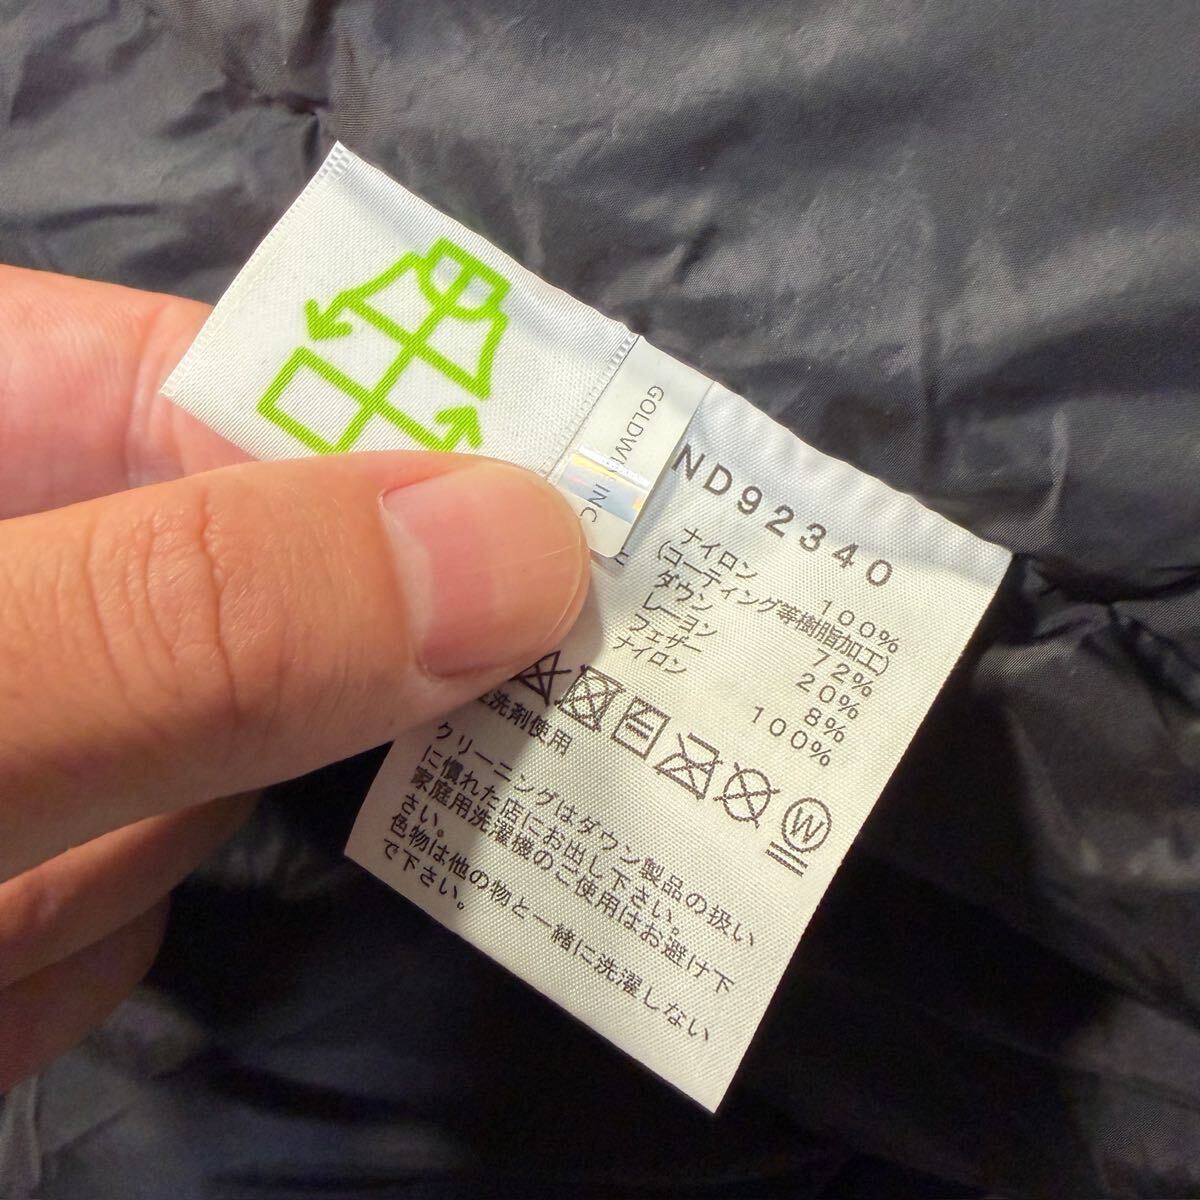 GOLDWIN INC
ND92340
ナイロン 100%
(コーティング等樹脂加工)
ダウン 72%
レーヨン 20%
フェザー 8%
ナイロン 100%
洗剤使用
W
クリーニングはダウン製品の扱い
に慣れた店にお出し下さい。
家庭用洗濯機のご使用はお避け下
さい。
色物は他の物と一緒に洗濯しない
で下さい。